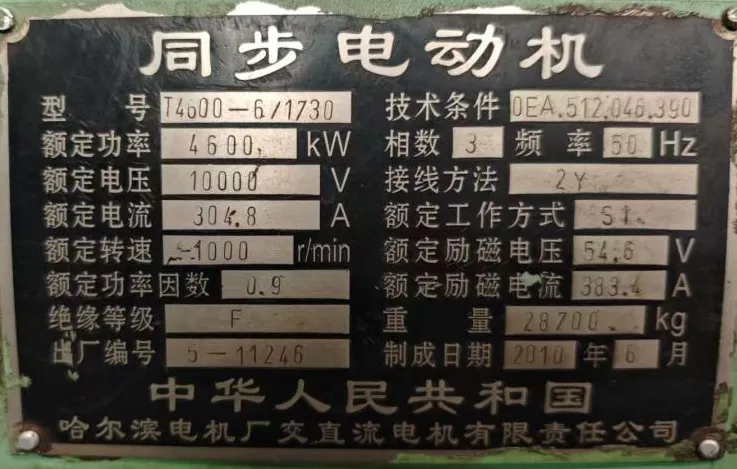 同步电动机
型 号 T4600-6/1730 技术条件 0EA.512.046.390
额定功率 4600 kW 相数 3 频率 50 Hz
额定电压 10000 V 接线方法 2Y
额定电流 304.8 A 额定工作方式 S1
额定转速 1000 r/min 额定励磁电压 54.6 V
额定功率因数 0.9 额定励磁电流 383.4 A
绝缘等级 F 重 量 28700 kg
出厂编号 5-11246 制成日期 2010 年 6 月
中华人民共和国
哈尔滨电机厂交直流电机有限责任公司